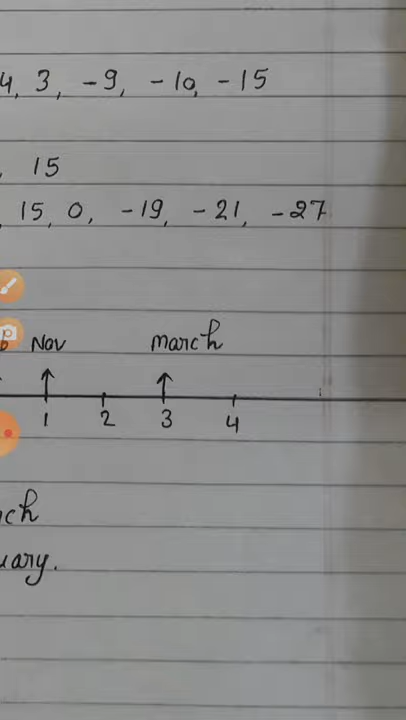 4, 3, -9, -10, -15
, 15
, 15, 0, -19, -21, -27
b Nov march
1 2 3 4
ch
uary.